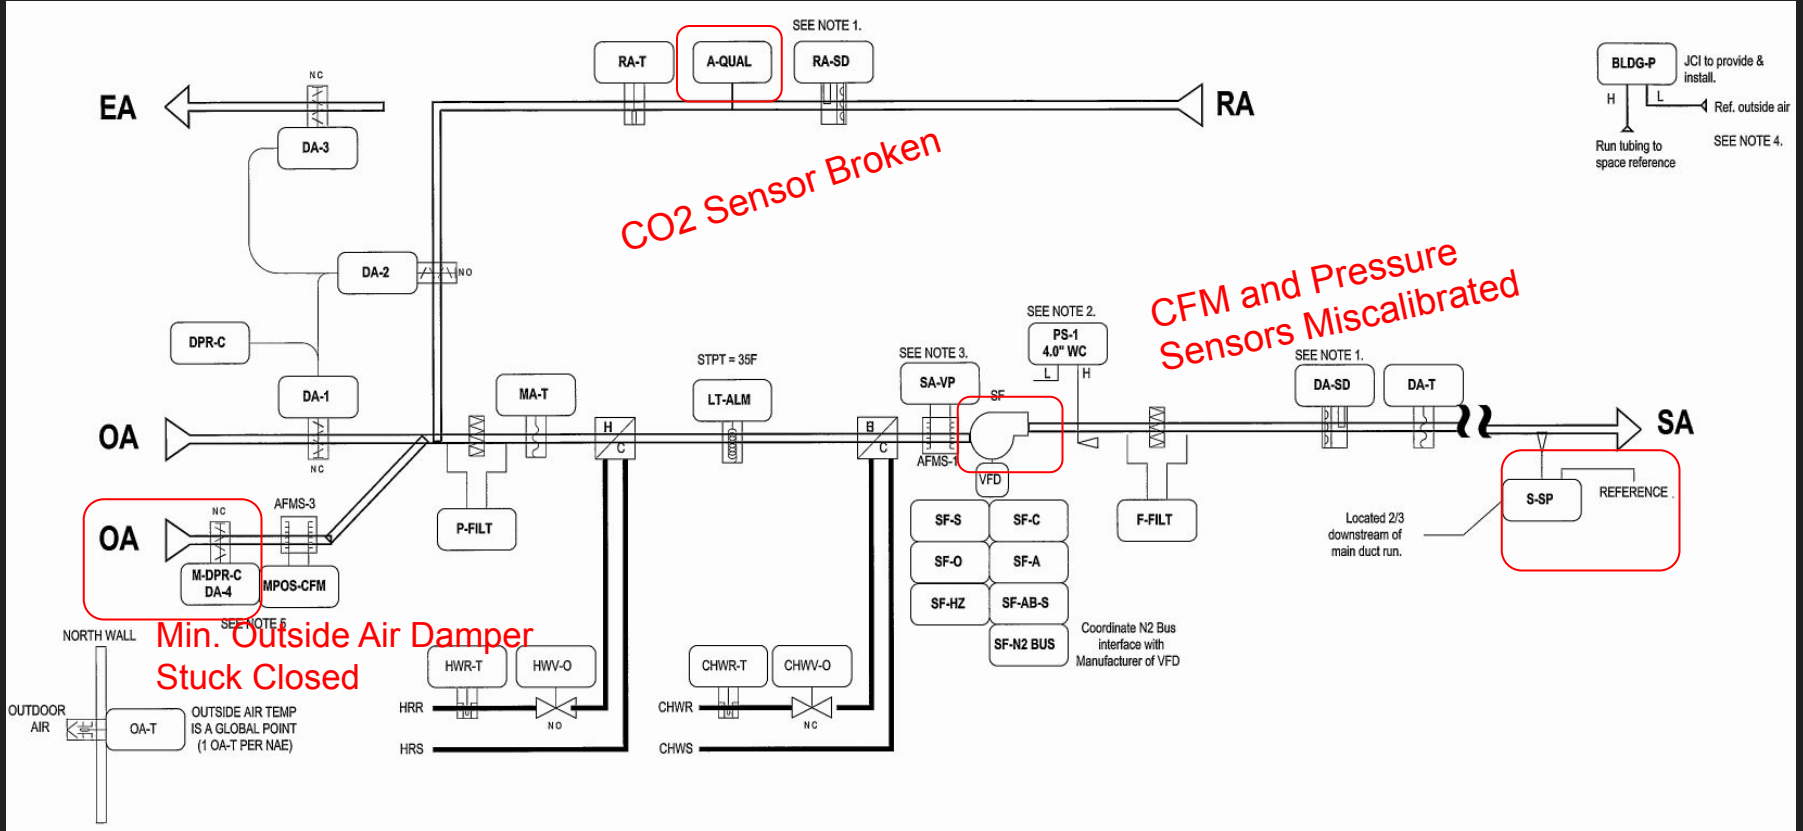 SEE NOTE 1.
RA-T
A-QUAL
RA-SD
BLDG-P
JCI to provide &
install.
NC
EA
RA
H
L
Ref. outside air
DA-3
SEE NOTE 4.
Run tubing to
space reference
CO2 Sensor Broken
DA-2
NO
CFM and Pressure
Sensors Miscalibrated
SEE NOTE 2.
DPR-C
PS-1
4.0" WC
STPT = 35F
SEE NOTE 3.
SEE NOTE 1.
L
H
DA-1
MA-T
LT-ALM
SA-VP
SF
DA-SD
DA-T
OA
H
C
C
SA
NC
AFMS-1
VFD
S-SP
REFERENCE
AFMS-3
NC
OA
P-FILT
SF-S
SF-C
F-FILT
Located 2/3
downstream of
main duct run.
M-DPR-C
DA-4
MPOS-CFM
SF-O
SF-A
SF-HZ
SF-AB-S
SEE NOTE 5
NORTH WALL
Min. Outside Air Damper
Stuck Closed
SF-N2 BUS
Coordinate N2 Bus
interface with
Manufacturer of VFD
HWR-T
HWV-O
CHWR-T
CHWV-O
OUTDOOR
AIR
OA-T
OUTSIDE AIR TEMP
IS A GLOBAL POINT
(1 OA-T PER NAE)
HRR
NO
CHWR
NC
HRS
CHWS